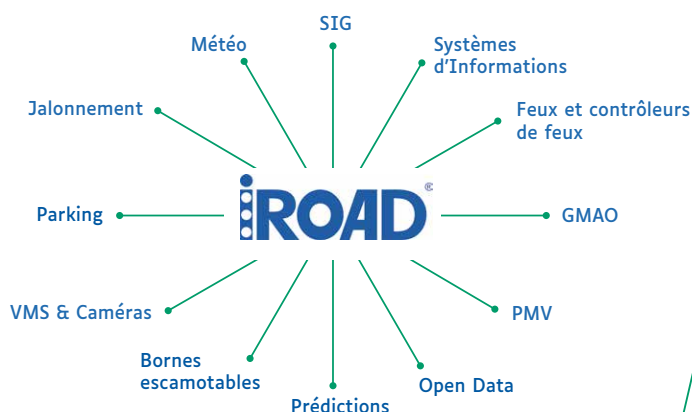 SIG
Météo
Systèmes
d'Informations
Jalonnement
Feux et contrôleurs
de feux
iROAD
Parking
GMAO
VMS & Caméras
PMV
Bornes
escamotables
Open Data
Prédictions